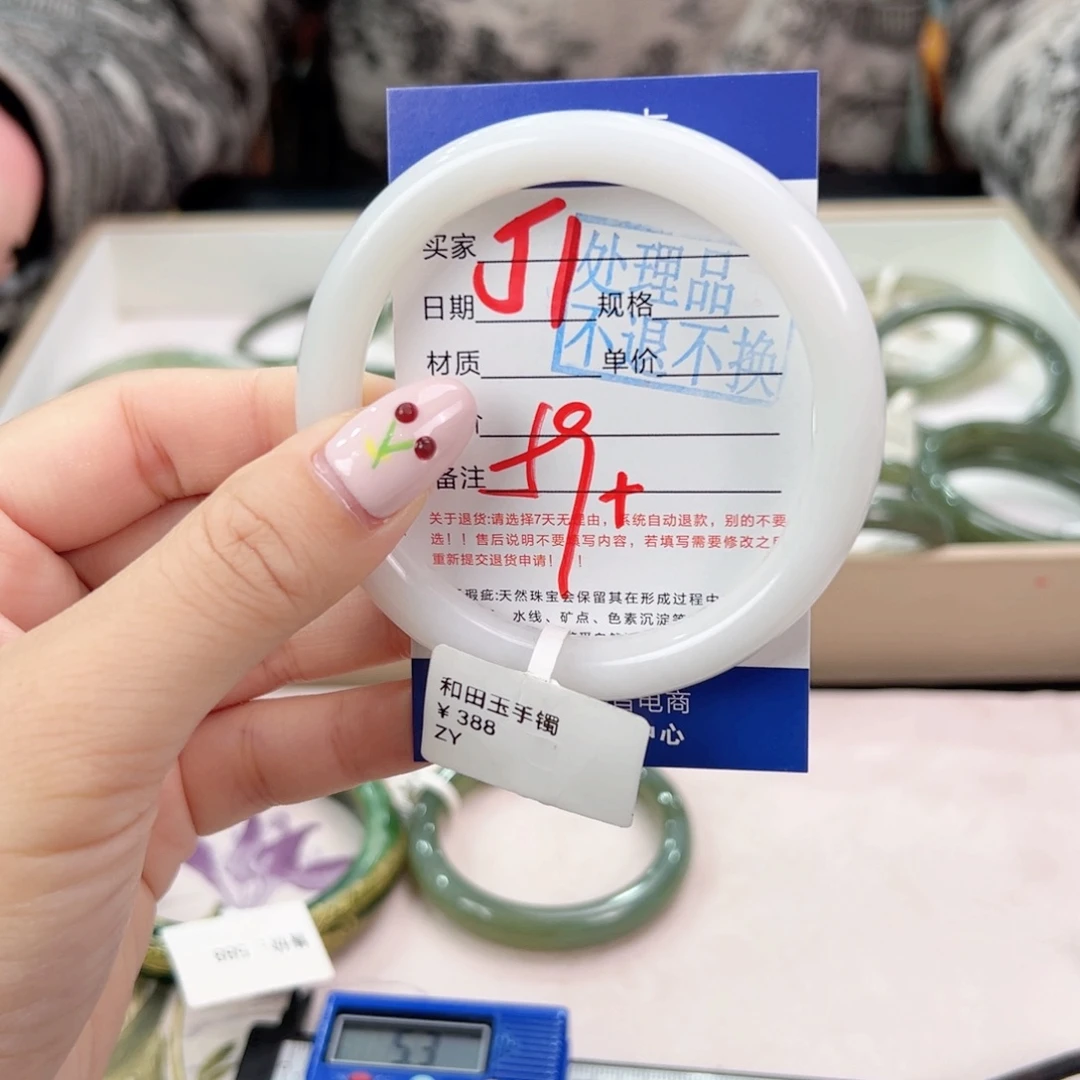 买家 J1
处理品
日期 规格
不退不换
材质 单价
备注
关于退货:请选择7天无理由，系统自动退款，别的不要
选！！售后说明不要填写内容，若填写需要修改之
重新提交退货申请！！
瑕疵:天然珠宝会保留其在形成过程中
水线、矿点、色素沉淀等
电商
中心
和田玉手镯
¥ 388
ZY
53